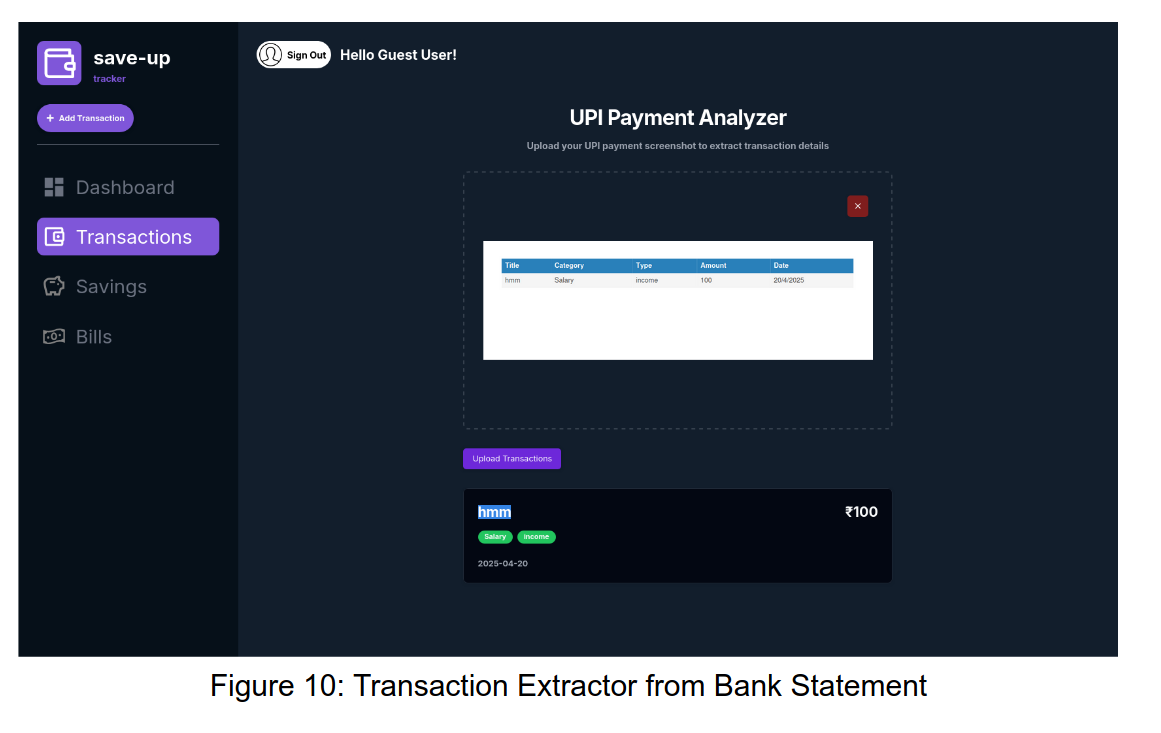 save-up
tracker
+ Add Transaction
Dashboard
Transactions
Savings
Bills
Sign Out Hello Guest User!
UPI Payment Analyzer
Upload your UPI payment screenshot to extract transaction details
Title Category Type Amount Date
hmm Salary income 100 20/4/2025
Upload Transactions
hmm ₹100
Salary income
2025-04-20
Figure 10: Transaction Extractor from Bank Statement